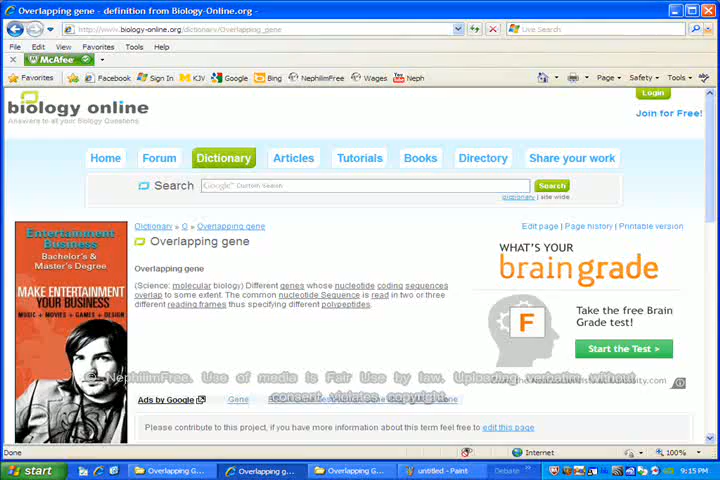 Overlapping gene - definition from Biology-Online.org -
http://www.biology-online.org/dictionary/Overlapping_gene
Live Search
File Edit View Favorites Tools Help
McAfee
Favorites Facebook Sign In KJV Google Bing NephilimFree Wages Neph
Page Safety Tools
biology online
Answers to all your Biology Questions
Login
Join for Free!
Home Forum Dictionary Articles Tutorials Books Directory Share your work
Search Google™ Custom Search Search
dictionary | site wide
Dictionary » O » Overlapping gene
Edit page | Page history | Printable version
Overlapping gene
Overlapping gene
(Science: molecular biology) Different genes whose nucleotide coding sequences
overlap to some extent. The common nucleotide Sequence is read in two or three
different reading frames thus specifying different polypeptides.
Entertainment
Business
Bachelor's &
Master's Degree
MAKE ENTERTAINMENT
YOUR BUSINESS
MUSIC + MOVIES + GAMES + DESIGN
WHAT'S YOUR
braingrade
F
Take the free Brain
Grade test!
Start the Test >
© NephilimFree. Use of media is Fair Use by law. Uploading verbatim without
consent violates copyright.
Ads by Google Gene Gene
Please contribute to this project, if you have more information about this term feel free to edit this page
Done Internet 100%
start Overlapping G... Overlapping g... Overlapping G... untitled - Paint Debate 9:15 PM